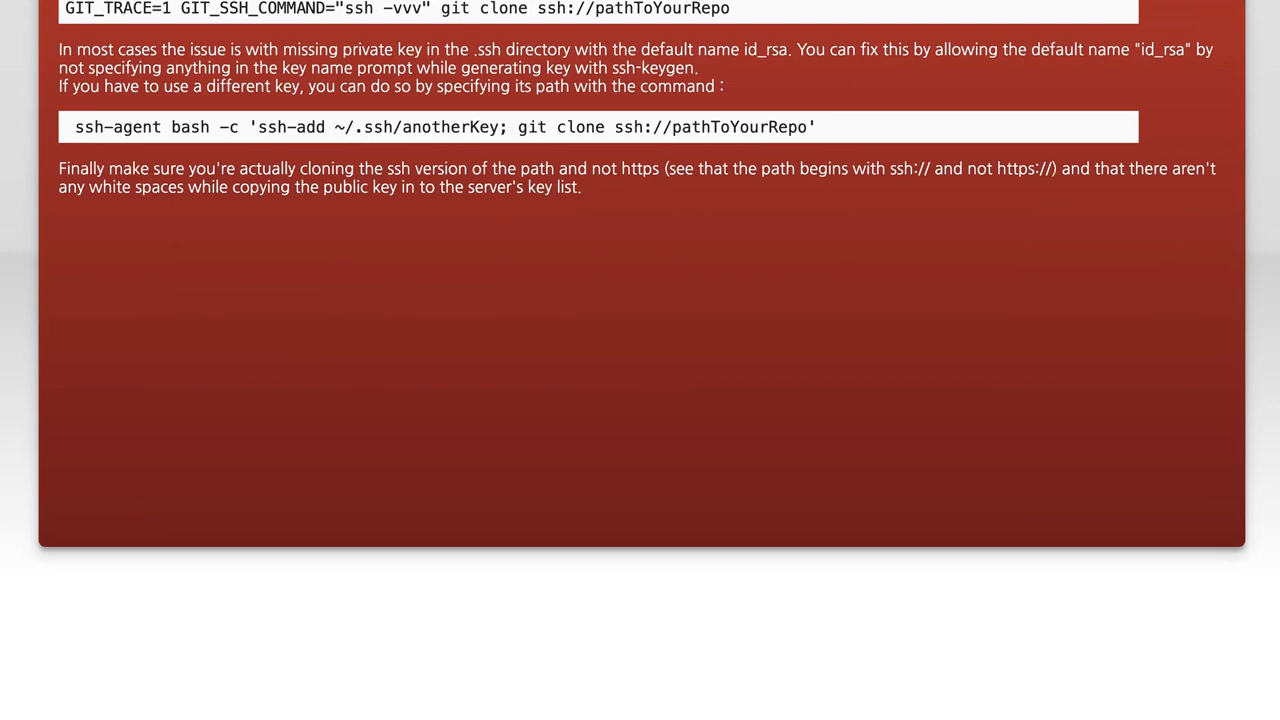 GIT_TRACE=1 GIT_SSH_COMMAND="ssh -vvv" git clone ssh://pathToYourRepo
In most cases the issue is with missing private key in the .ssh directory with the default name id_rsa. You can fix this by allowing the default name "id_rsa" by
not specifying anything in the key name prompt while generating key with ssh-keygen.
If you have to use a different key, you can do so by specifying its path with the command :
ssh-agent bash -c 'ssh-add ~/.ssh/anotherKey; git clone ssh://pathToYourRepo'
Finally make sure you're actually cloning the ssh version of the path and not https (see that the path begins with ssh:// and not https://) and that there aren't
any white spaces while copying the public key in to the server's key list.